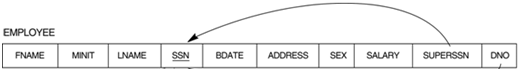 EMPLOYEE
FNAME MINIT LNAME SSN BDATE ADDRESS SEX SALARY SUPERSSN DNO